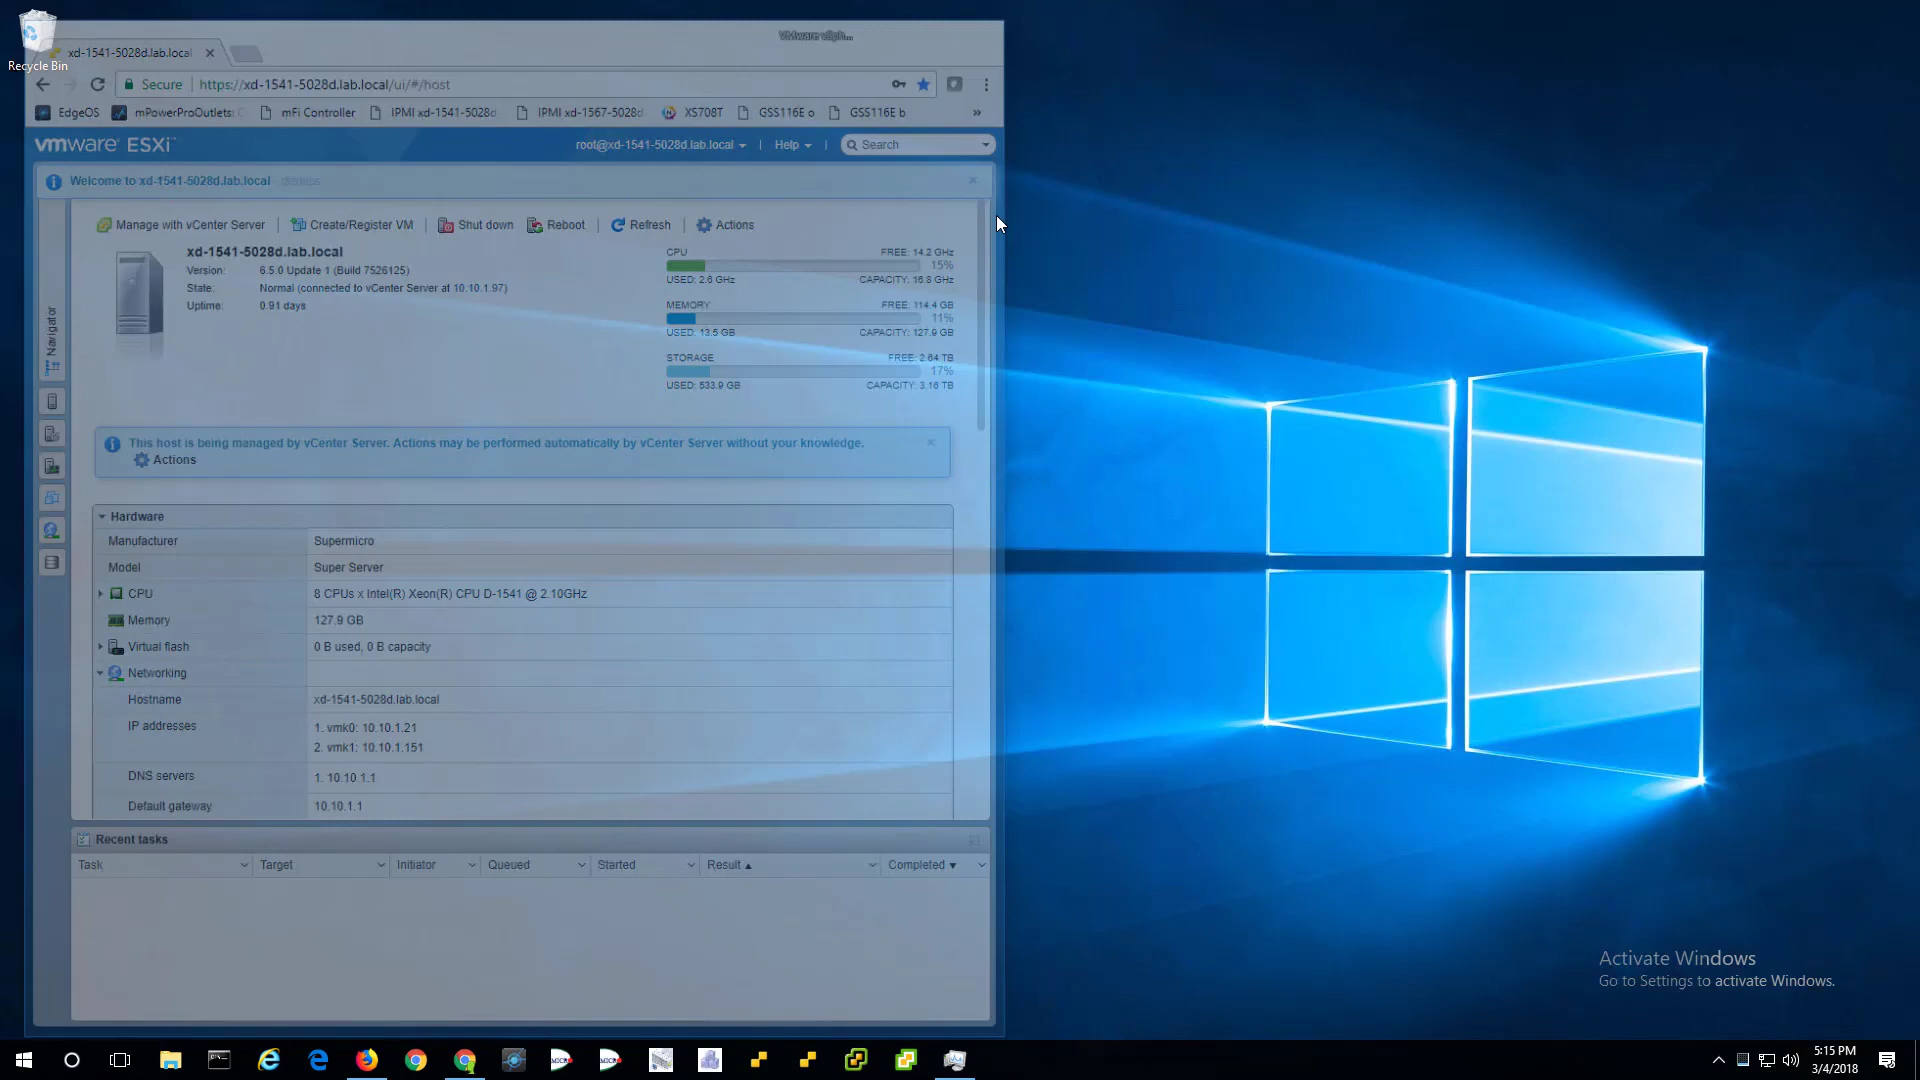 Recycle Bin
VMware vSph...
xd-1541-5028d.lab.local
Secure https://xd-1541-5028d.lab.local/ui/#/host
EdgeOS mPowerProOutlets mFi Controller IPMI xd-1541-5028d IPMI xd-1567-5028d XS708T GSS116E o GSS116E b »
vmware ESXi™ root@xd-1541-5028d.lab.local | Help | Search
Welcome to xd-1541-5028d.lab.local
Manage with vCenter Server | Create/Register VM | Shut down Reboot | Refresh | Actions
xd-1541-5028d.lab.local
Version: 6.5.0 Update 1 (Build 7526125)
State: Normal (connected to vCenter Server at 10.10.1.97)
Uptime: 0.91 days
CPU FREE: 14.2 GHz
15%
USED: 2.6 GHz CAPACITY: 16.8 GHz
MEMORY FREE: 114.4 GB
11%
USED: 13.5 GB CAPACITY: 127.9 GB
STORAGE FREE: 2.64 TB
17%
USED: 533.9 GB CAPACITY: 3.16 TB
Navigator
This host is being managed by vCenter Server. Actions may be performed automatically by vCenter Server without your knowledge.
Actions
Hardware
Manufacturer Supermicro
Model Super Server
CPU 8 CPUs x Intel(R) Xeon(R) CPU D-1541 @ 2.10GHz
Memory 127.9 GB
Virtual flash 0 B used, 0 B capacity
Networking
Hostname xd-1541-5028d.lab.local
IP addresses 1. vmk0: 10.10.1.21
2. vmk1: 10.10.1.151
DNS servers 1. 10.10.1.1
Default gateway 10.10.1.1
Recent tasks
Task Target Initiator Queued Started Result ▲ Completed ▼
Activate Windows
Go to Settings to activate Windows.
5:15 PM
3/4/2018